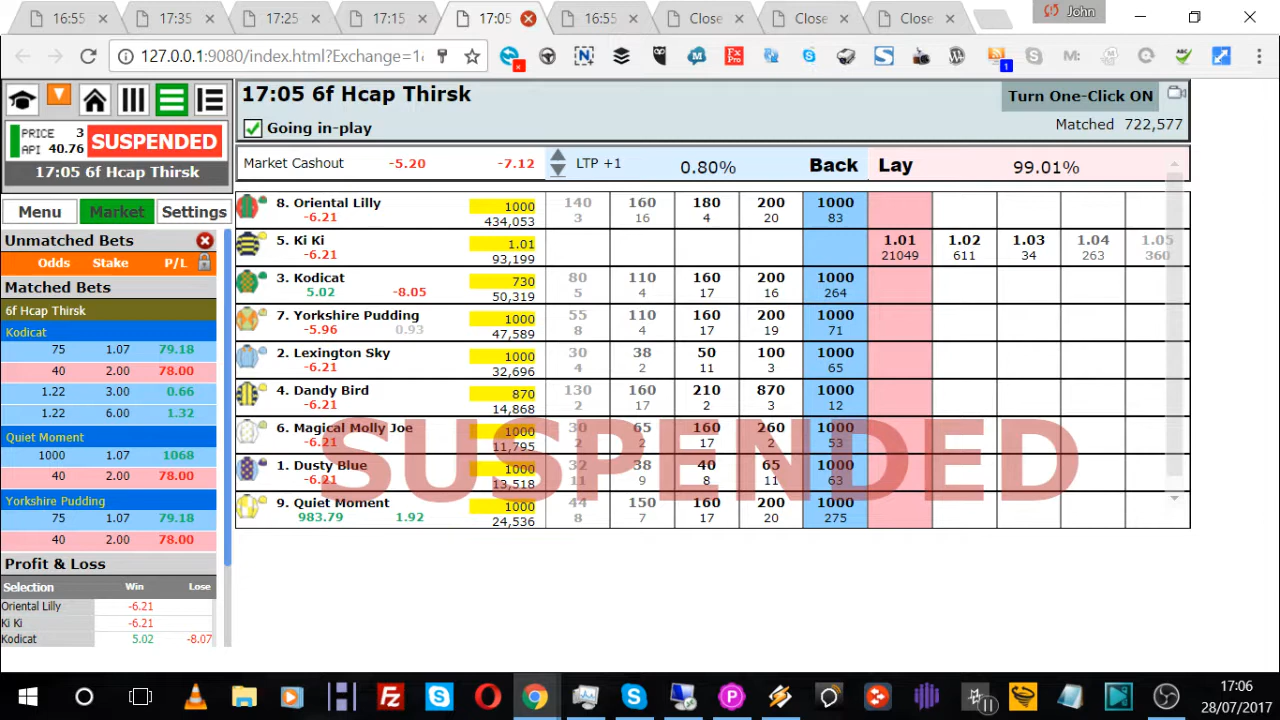 16:55 17:35 17:25 17:15 17:05 16:55 Close Close Close John
127.0.0.1:9080/index.html?Exchange=1
PRICE 3
API 40.76
SUSPENDED
17:05 6f Hcap Thirsk
Menu Market Settings
Unmatched Bets
Odds Stake P/L
Matched Bets
6f Hcap Thirsk
Kodicat
75 1.07 79.18
40 2.00 78.00
1.22 3.00 0.66
1.22 6.00 1.32
Quiet Moment
1000 1.07 1068
40 2.00 78.00
Yorkshire Pudding
75 1.07 79.18
40 2.00 78.00
Profit & Loss
Selection Win Lose
Oriental Lilly -6.21
Ki Ki -6.21
Kodicat 5.02 -8.07
17:05 6f Hcap Thirsk
Turn One-Click ON
Going in-play
Matched 722,577
Market Cashout -5.20 -7.12 LTP +1 0.80% Back Lay 99.01%
8. Oriental Lilly 1000 140 160 180 200 1000
-6.21 434,053 3 16 4 20 83
5. Ki Ki 1.01 1.01 1.02 1.03 1.04 1.05
-6.21 93,199 21049 611 34 263 360
3. Kodicat 730 80 110 160 200 1000
5.02 -8.05 50,319 5 4 17 16 264
7. Yorkshire Pudding 1000 55 110 160 200 1000
-5.96 0.93 47,589 8 4 17 19 71
2. Lexington Sky 1000 30 38 50 100 1000
-6.21 32,696 4 2 11 3 65
4. Dandy Bird 870 130 160 210 870 1000
-6.21 14,868 2 17 2 3 12
6. Magical Molly Joe 1000 30 65 160 260 1000
-6.21 11,795 2 2 17 2 53
1. Dusty Blue 1000 32 38 40 65 1000
-6.21 13,518 11 9 8 11 63
9. Quiet Moment 1000 44 150 160 200 1000
983.79 1.92 24,536 8 7 17 20 275
SUSPENDED
17:06
28/07/2017